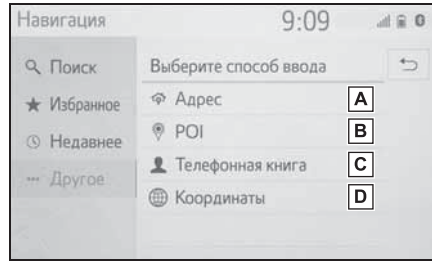 Навигация 9:09
Выберите способ ввода
Поиск
Избранное
Недавнее
Другое
Адрес A
POI B
Телефонная книга C
Координаты D